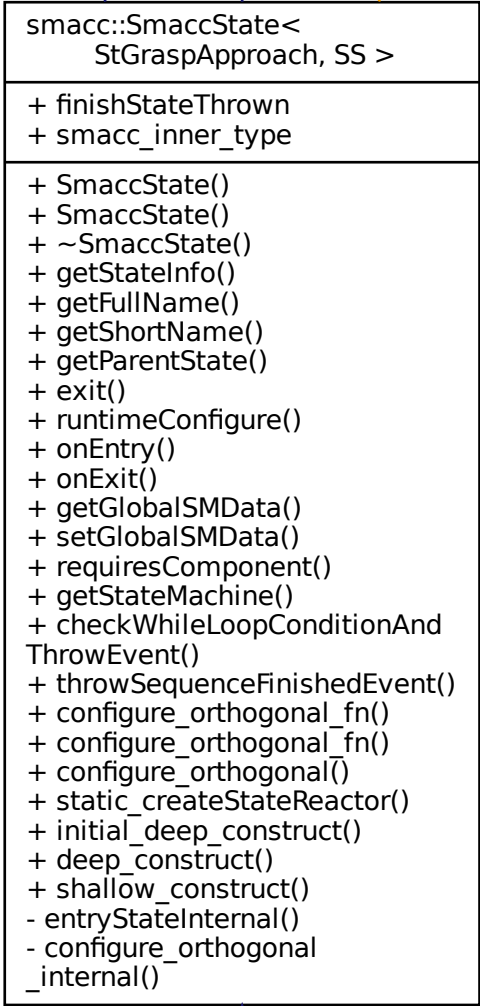 smacc::SmaccState<
StGraspApproach, SS >
+ finishStateThrown
+ smacc_inner_type
+ SmaccState()
+ SmaccState()
+ ~SmaccState()
+ getStateInfo()
+ getFullName()
+ getShortName()
+ getParentState()
+ exit()
+ runtimeConfigure()
+ onEntry()
+ onExit()
+ getGlobalSMData()
+ setGlobalSMData()
+ requiresComponent()
+ getStateMachine()
+ checkWhileLoopConditionAnd
ThrowEvent()
+ throwSequenceFinishedEvent()
+ configure_orthogonal_fn()
+ configure_orthogonal_fn()
+ configure_orthogonal()
+ static_createStateReactor()
+ initial_deep_construct()
+ deep_construct()
+ shallow_construct()
- entryStateInternal()
- configure_orthogonal
_internal()